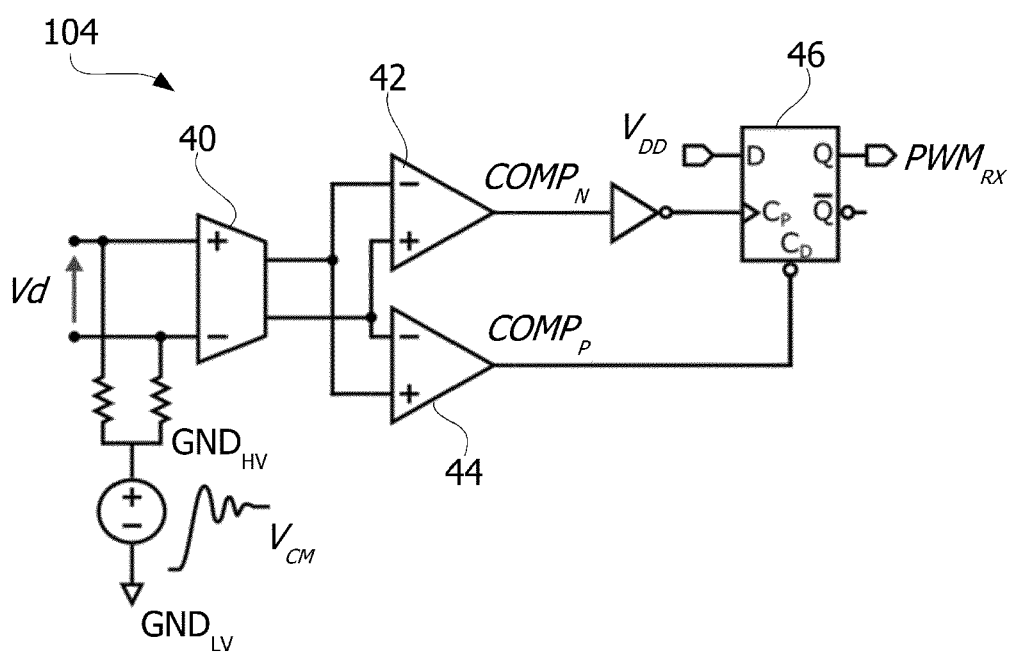 104
42
46
40
V_DD
D
Q
PWM_RX
COMP_N
C_P
Q̅
C_D
+
−
−
+
Vd
COMP_P
−
+
44
GND_HV
+
−
V_CM
GND_LV